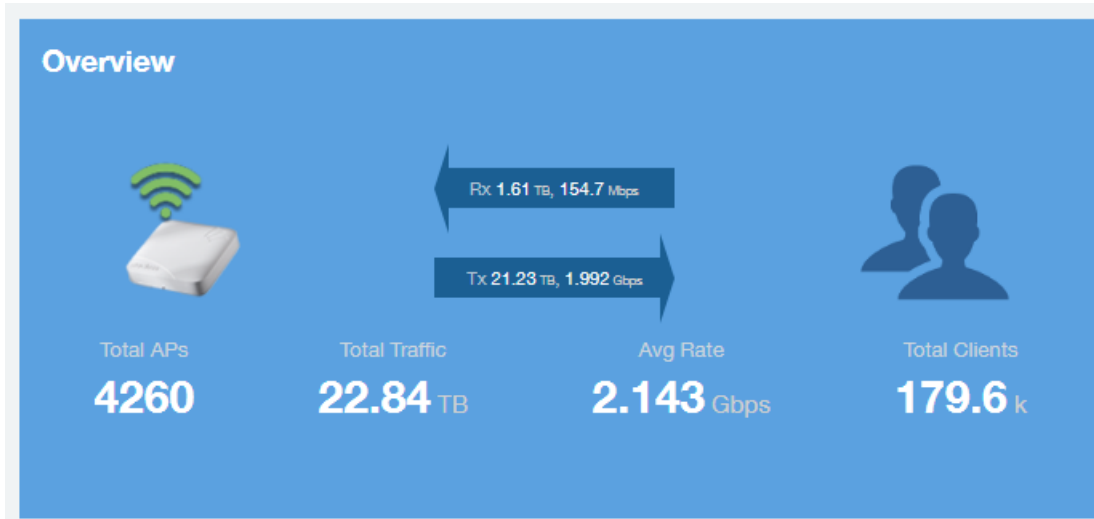 Overview
Rx 1.61 TB, 154.7 Mbps
Tx 21.23 TB, 1.992 Gbps
Total APs
4260
Total Traffic
22.84 TB
Avg Rate
2.143 Gbps
Total Clients
179.6 k